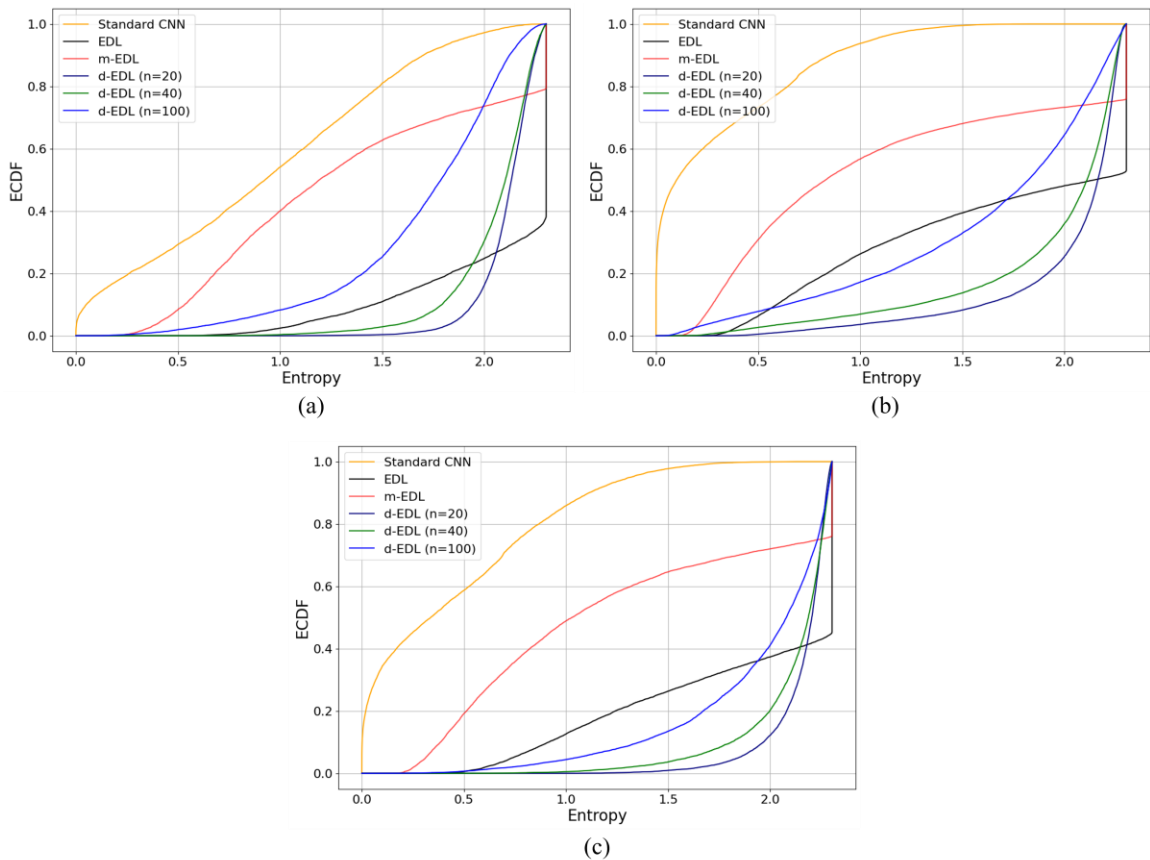 Standard CNN
EDL
m-EDL
d-EDL (n=20)
d-EDL (n=40)
d-EDL (n=100)
1.0
0.8
0.6
0.4
0.2
0.0
ECDF
0.0 0.5 1.0 1.5 2.0
Entropy
(a)
Standard CNN
EDL
m-EDL
d-EDL (n=20)
d-EDL (n=40)
d-EDL (n=100)
1.0
0.8
0.6
0.4
0.2
0.0
ECDF
0.0 0.5 1.0 1.5 2.0
Entropy
(b)
Standard CNN
EDL
m-EDL
d-EDL (n=20)
d-EDL (n=40)
d-EDL (n=100)
1.0
0.8
0.6
0.4
0.2
0.0
ECDF
0.0 0.5 1.0 1.5 2.0
Entropy
(c)